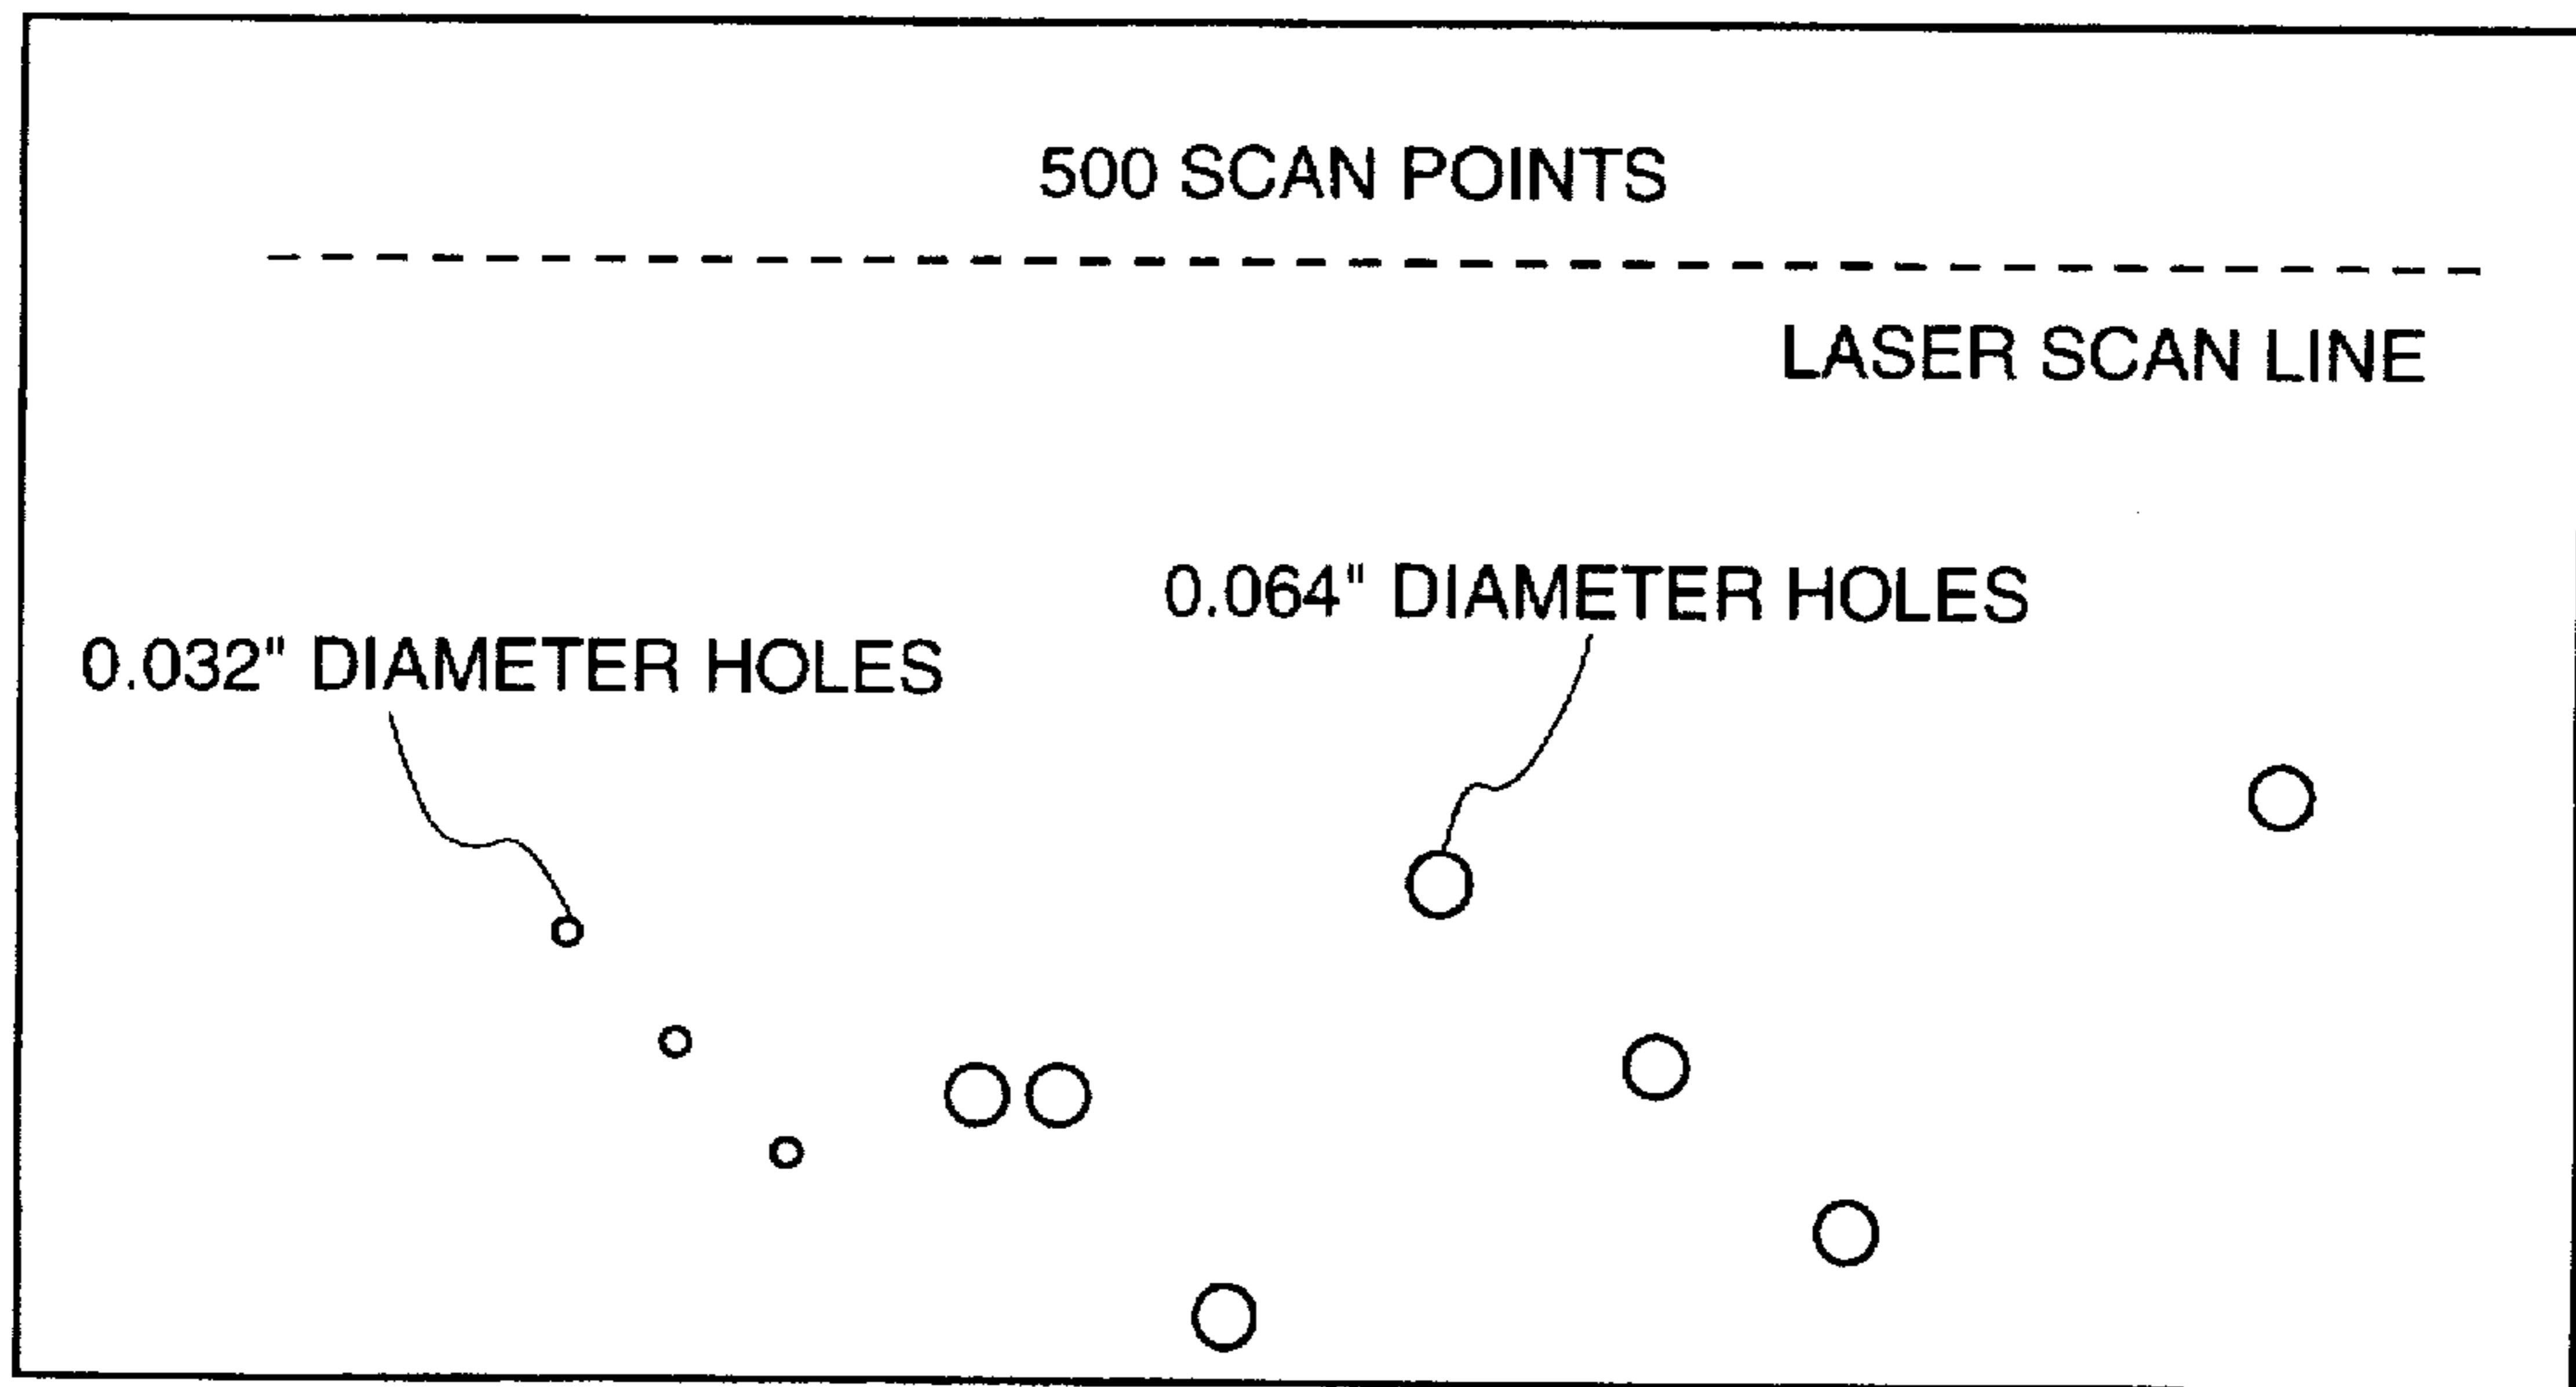 500 SCAN POINTS
LASER SCAN LINE
0.064" DIAMETER HOLES
0.032" DIAMETER HOLES